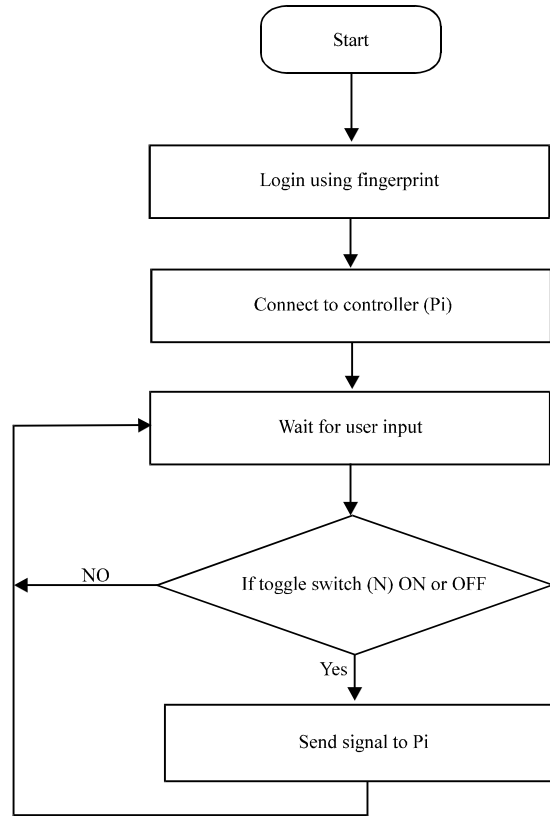 Start
Login using fingerprint
Connect to controller (Pi)
Wait for user input
If toggle switch (N) ON or OFF
NO
Yes
Send signal to Pi